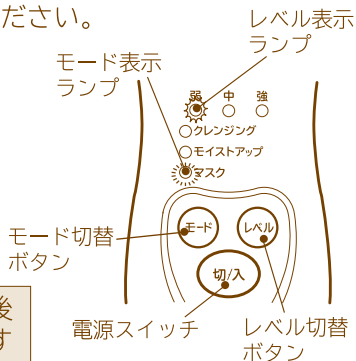 ださい。
レベル表示
ランプ
モード表示
ランプ
弱 中 強
クレンジング
モイストアップ
マスク
モード レベル
切/入
モード切替
ボタン
後
す
電源スイッチ
レベル切替
ボタン